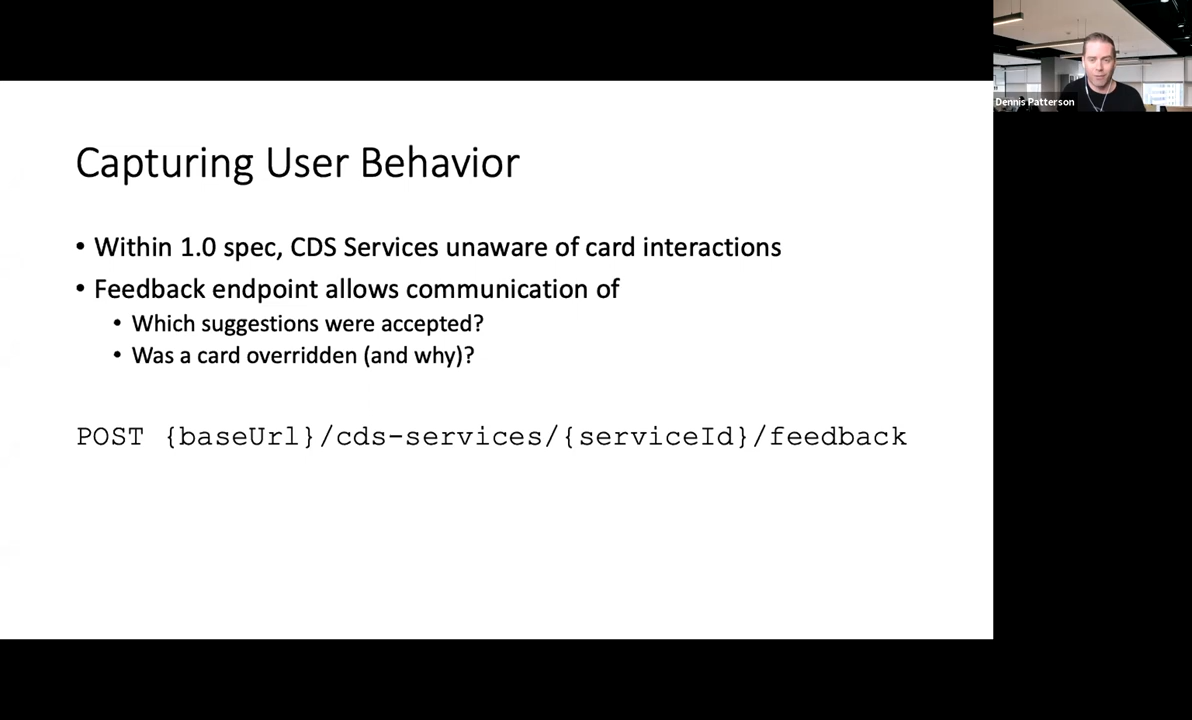 Dennis Patterson
Capturing User Behavior
• Within 1.0 spec, CDS Services unaware of card interactions
• Feedback endpoint allows communication of
• Which suggestions were accepted?
• Was a card overridden (and why)?
POST {baseUrl}/cds-services/{serviceId}/feedback